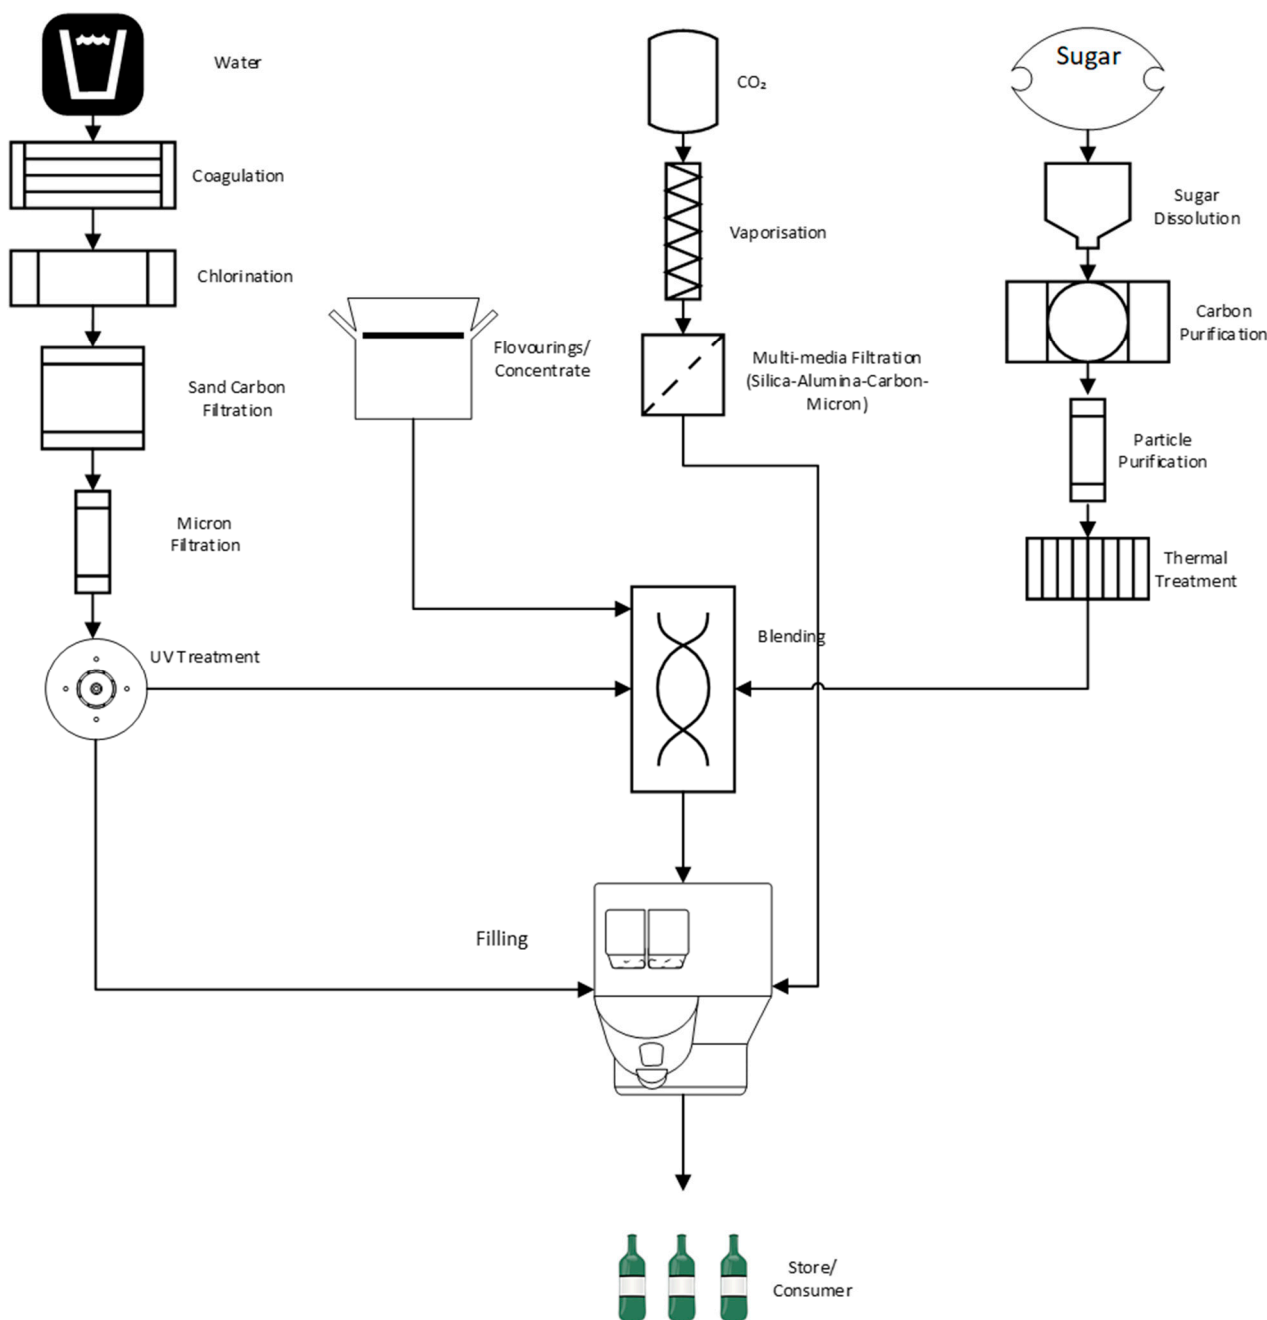 Water
Coagulation
Chlorination
Sand Carbon
Filtration
Micron
Filtration
UV Treatment
Flovourings/
Concentrate
CO₂
Vaporisation
Multi-media Filtration
(Silica-Alumina-Carbon-
Micron)
Sugar
Sugar
Dissolution
Carbon
Purification
Particle
Purification
Thermal
Treatment
Blending
Filling
Store/
Consumer